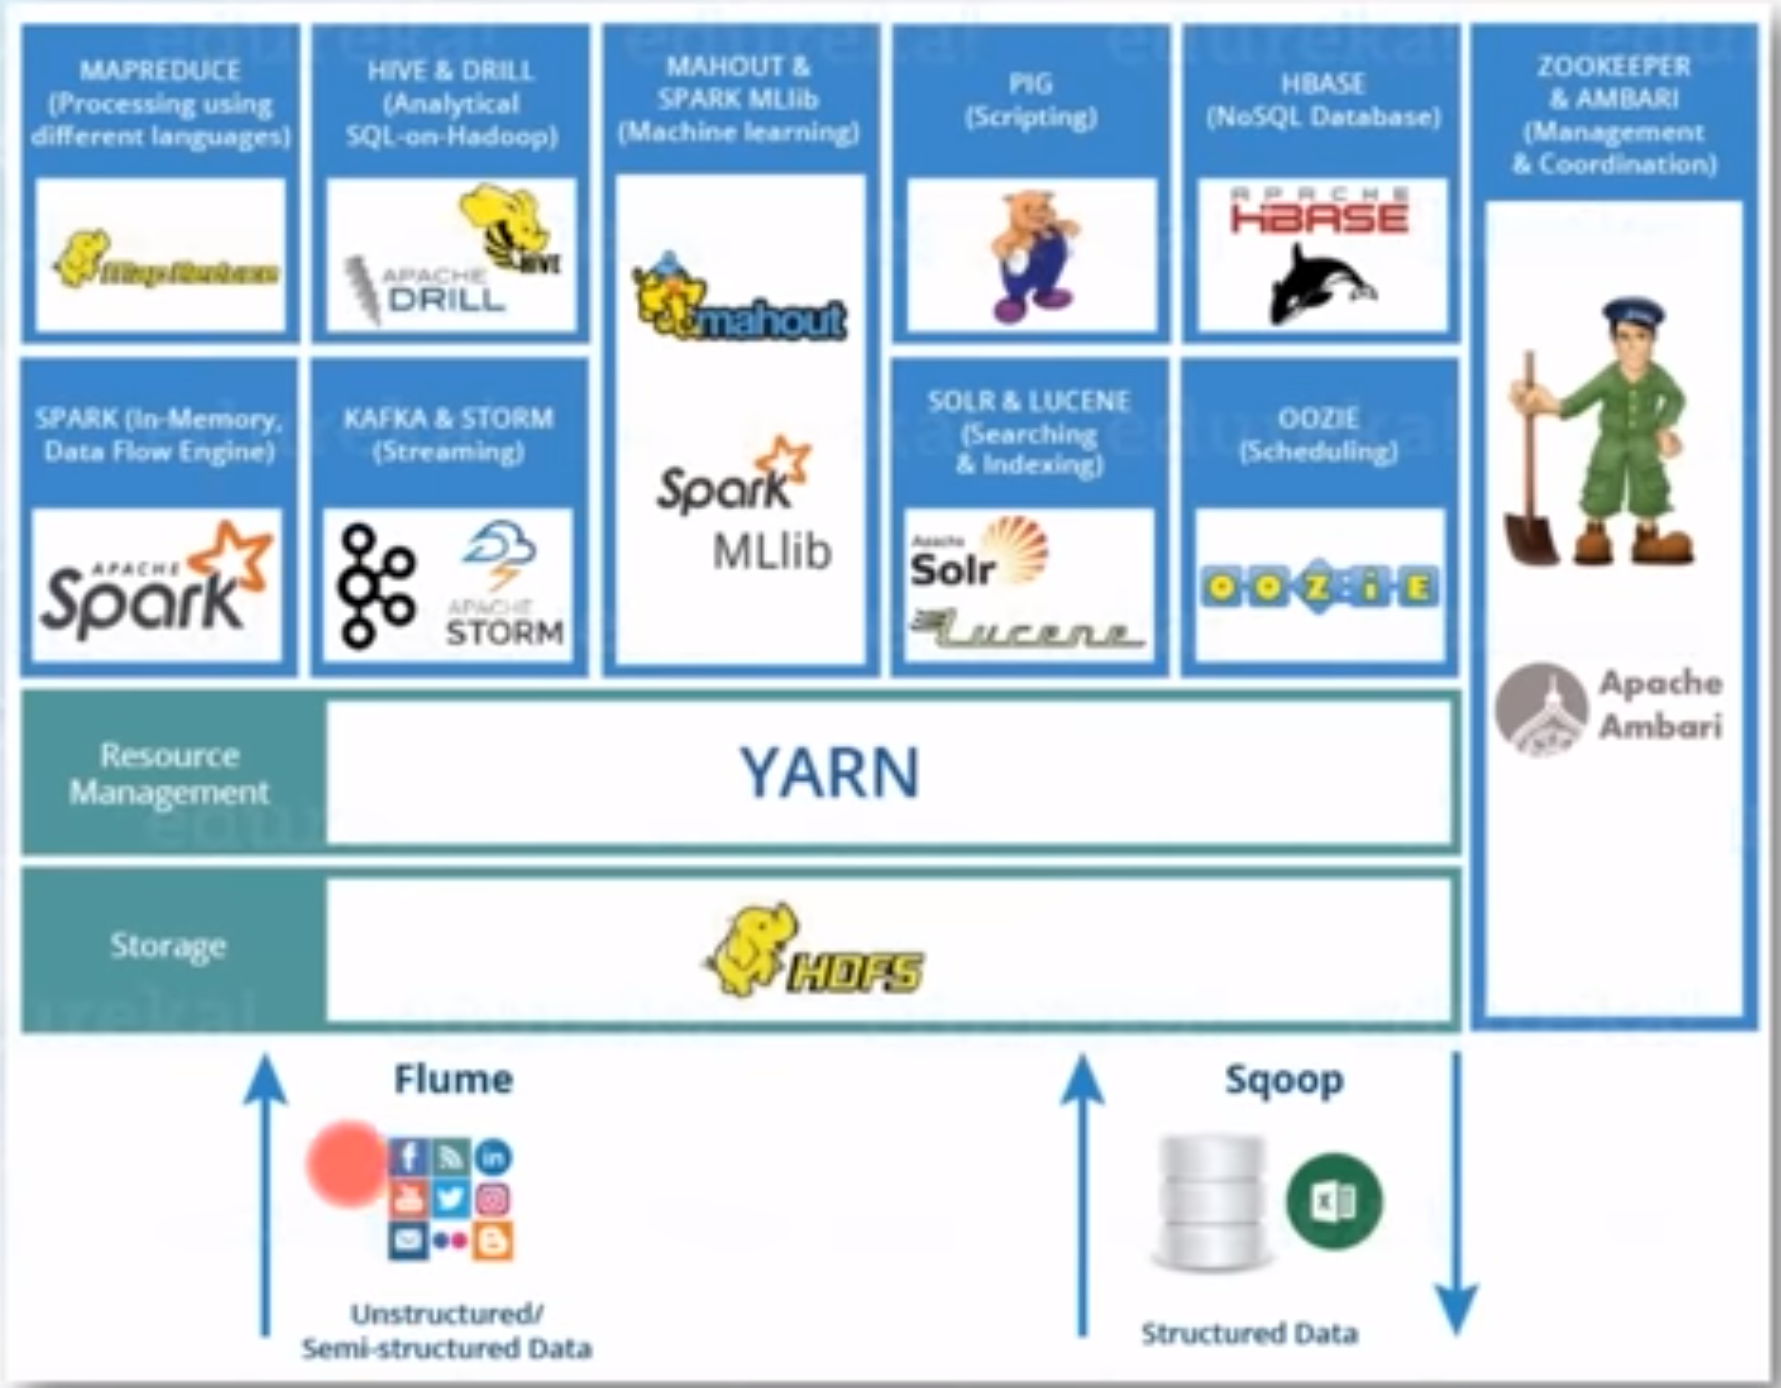 MAPREDUCE
(Processing using
different languages)
MapReduce
HIVE & DRILL
(Analytical
SQL-on-Hadoop)
HIVE
APACHE
DRILL
MAHOUT &
SPARK MLlib
(Machine learning)
mahout
Spark
MLlib
PIG
(Scripting)
HBASE
(NoSQL Database)
APACHE
HBASE
ZOOKEEPER
& AMBARI
(Management
& Coordination)
Apache
Ambari
SPARK (In-Memory,
Data Flow Engine)
APACHE
Spark
KAFKA & STORM
(Streaming)
APACHE
STORM
SOLR & LUCENE
(Searching
& Indexing)
Apache
Solr
Lucene
OOZIE
(Scheduling)
OOZiE
Resource
Management
YARN
Storage
HDFS
Flume
Unstructured/
Semi-structured Data
Sqoop
Structured Data
edureka!